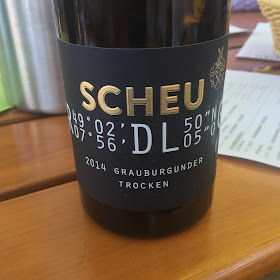 SCHEU
49°02' DL 50"N
07°56' 05"O
2014 GRAUBURGUNDER
TROCKEN